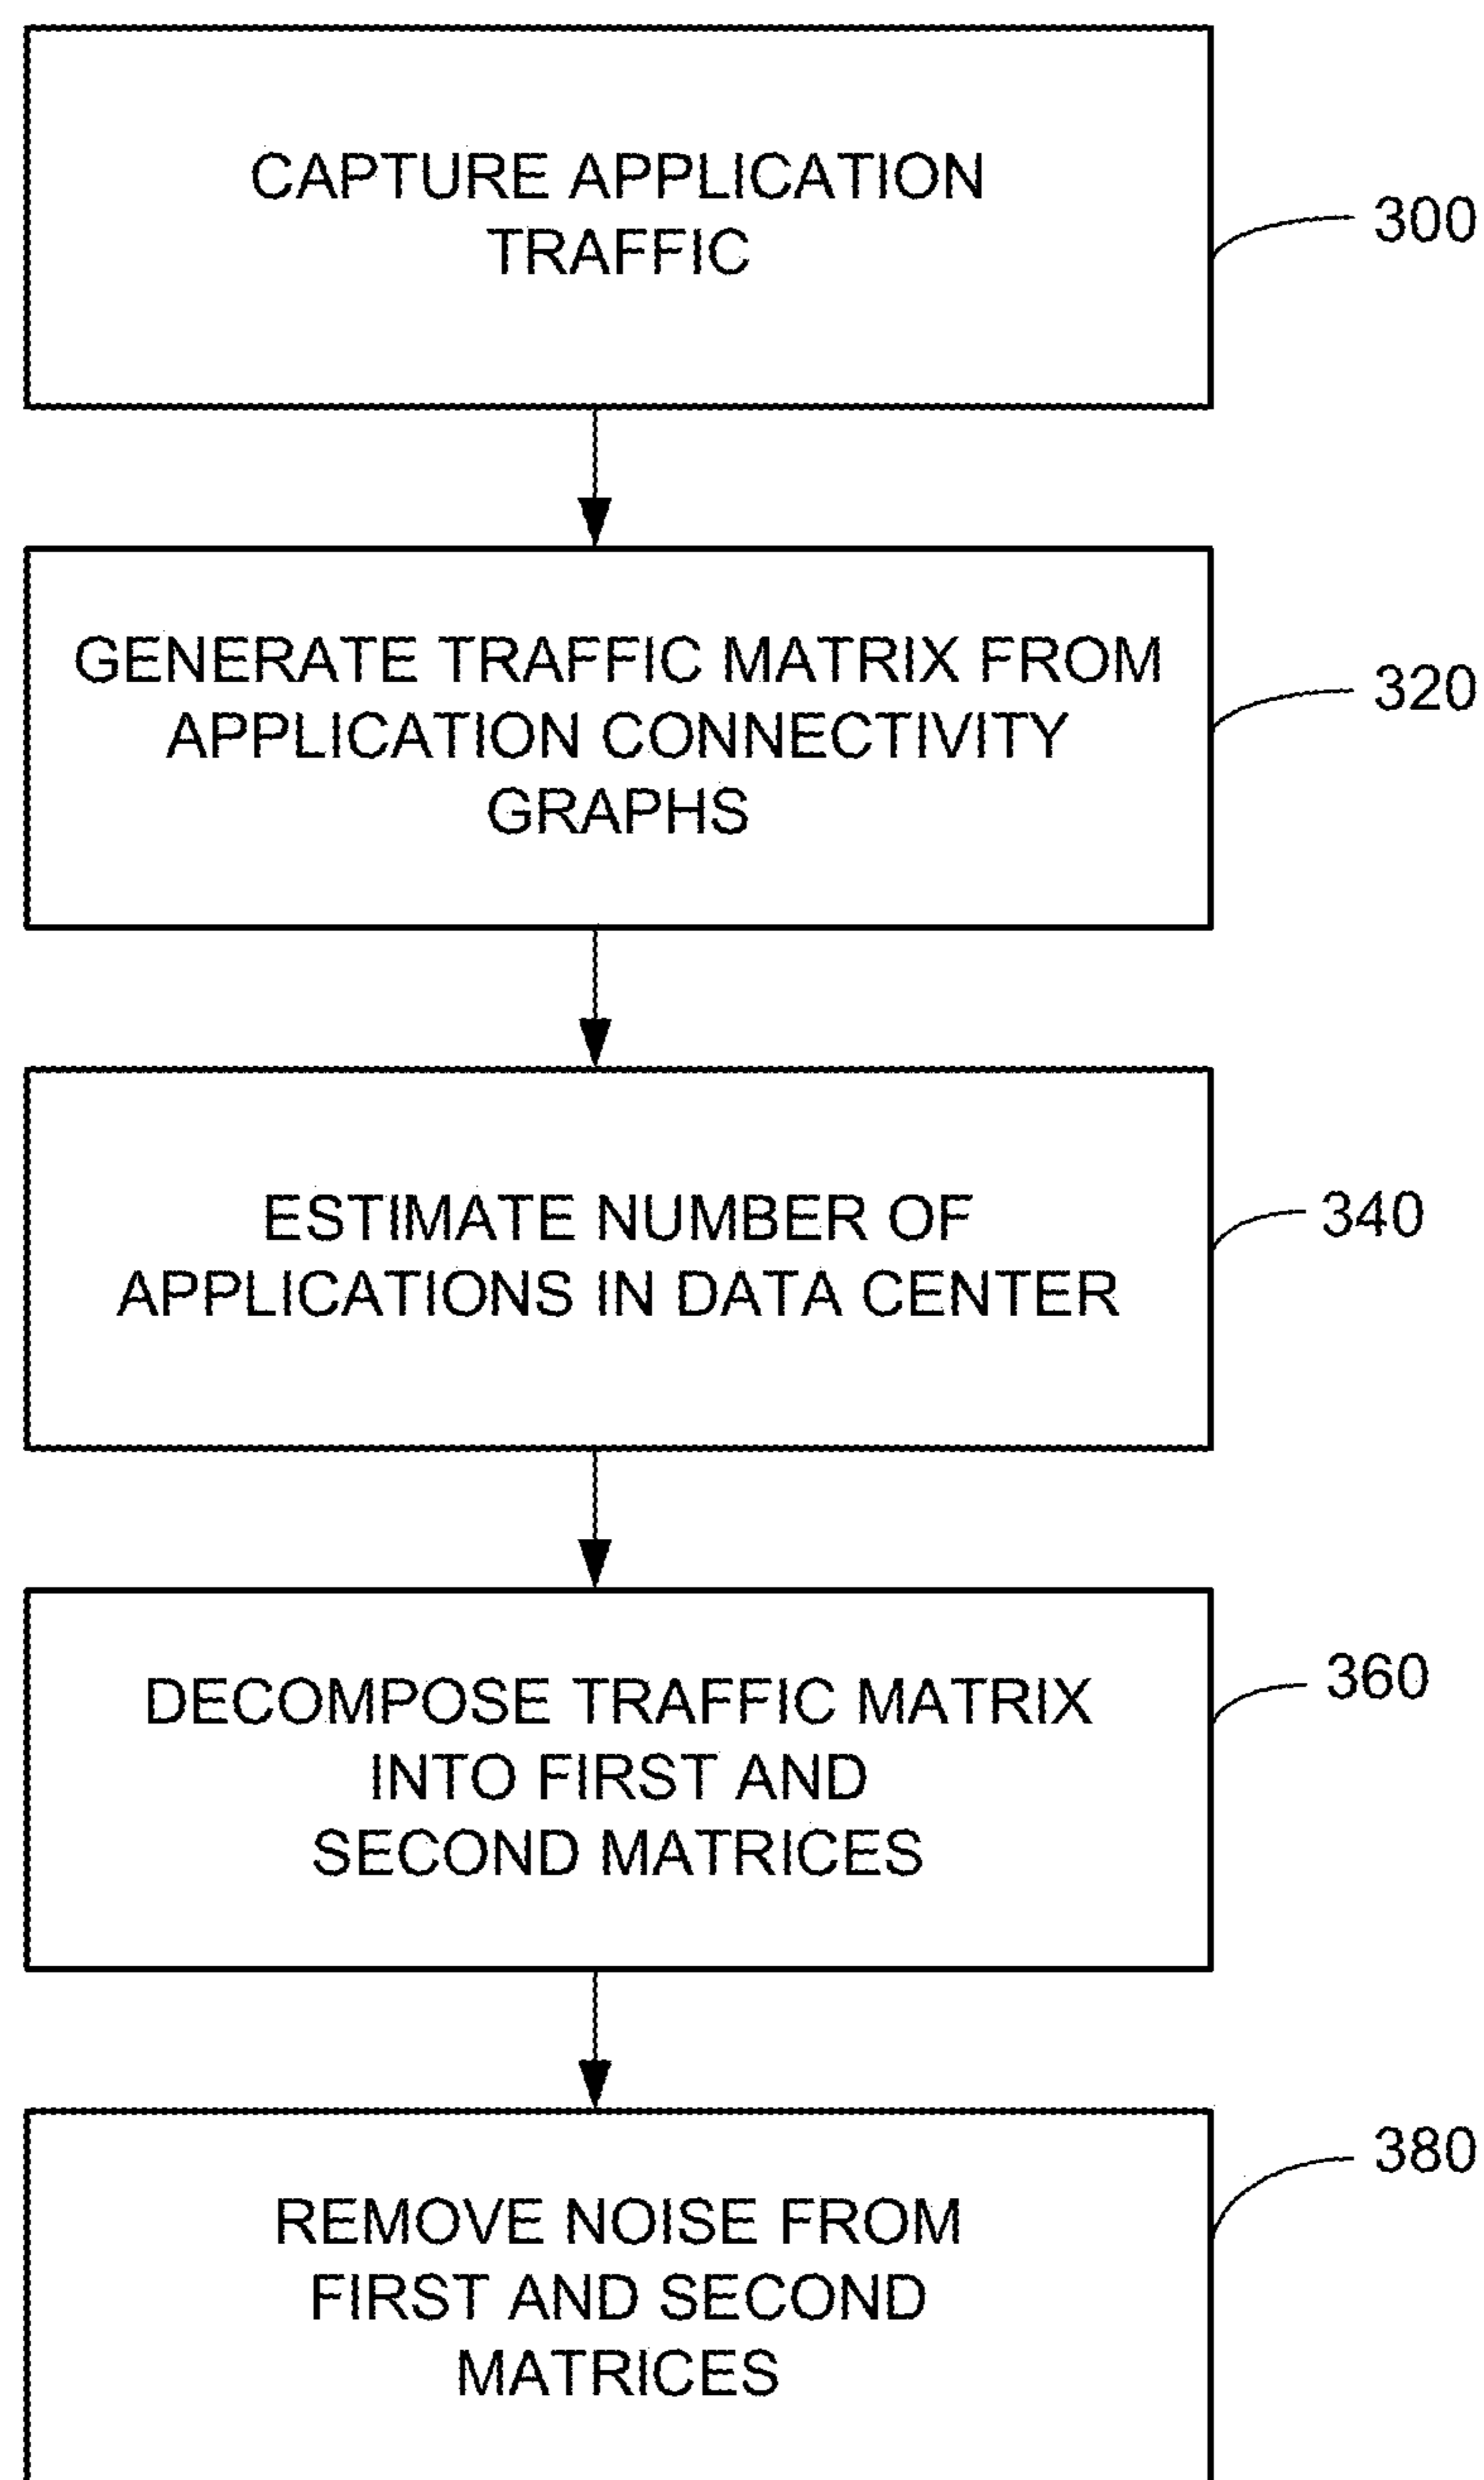 CAPTURE APPLICATION
TRAFFIC
300
GENERATE TRAFFIC MATRIX FROM
APPLICATION CONNECTIVITY
GRAPHS
320
ESTIMATE NUMBER OF
APPLICATIONS IN DATA CENTER
340
DECOMPOSE TRAFFIC MATRIX
INTO FIRST AND
SECOND MATRICES
360
REMOVE NOISE FROM
FIRST AND SECOND
MATRICES
380